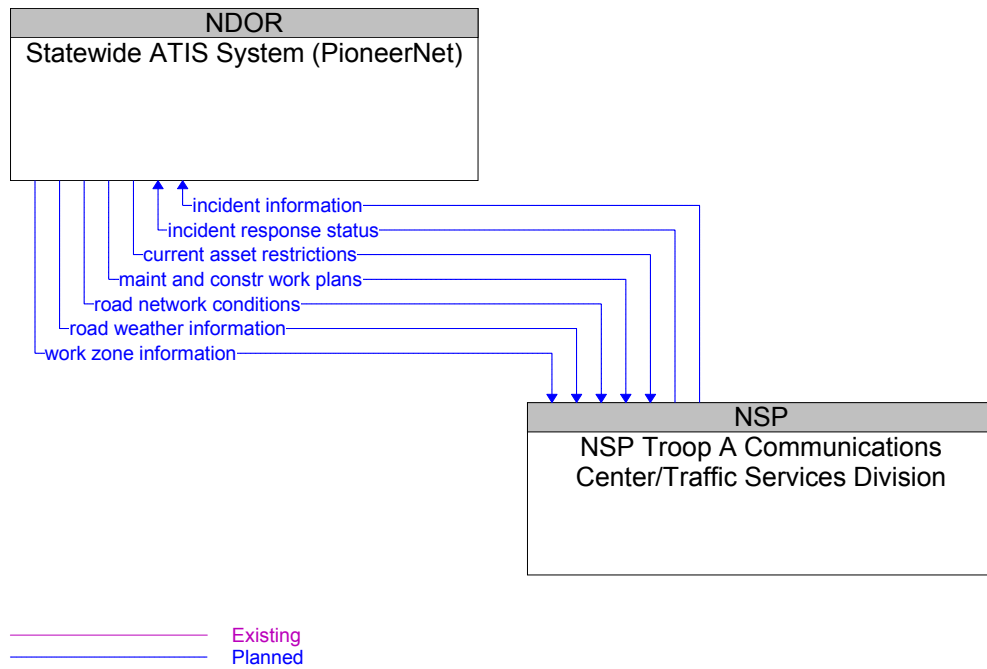 NDOR
Statewide ATIS System (PioneerNet)
incident information
incident response status
current asset restrictions
maint and constr work plans
road network conditions
road weather information
work zone information
NSP
NSP Troop A Communications
Center/Traffic Services Division
Existing
Planned